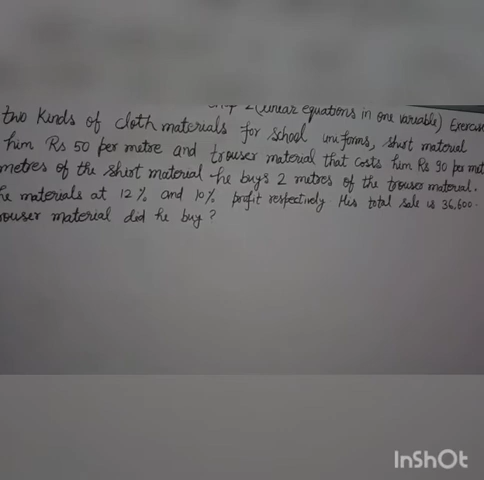 2 (Linear equations in one variable) Exercise
two kinds of cloth materials for school uniforms, shirt material
him Rs 50 per metre and trouser material that costs him Rs 90 per met
metres of the shirt material he buys 2 metres of the trouser material.
he materials at 12% and 10% profit respectively. His total sale is 36,600.
rouser material did he buy?
InShOt